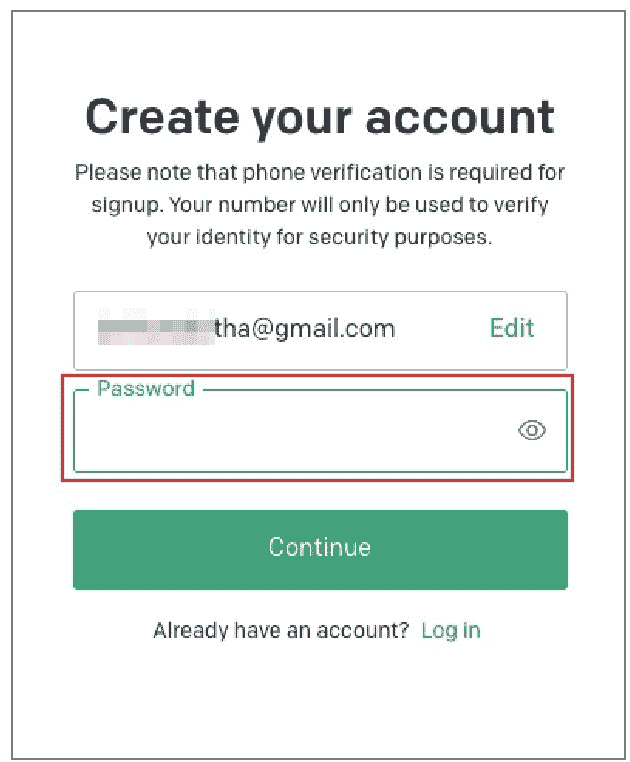 Create your account
Please note that phone verification is required for
signup. Your number will only be used to verify
your identity for security purposes.
tha@gmail.com Edit
Password
Continue
Already have an account? Log in